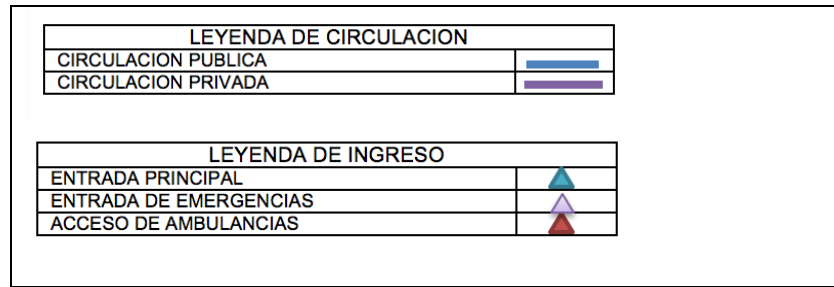 LEYENDA DE CIRCULACION
CIRCULACION PUBLICA
CIRCULACION PRIVADA
LEYENDA DE INGRESO
ENTRADA PRINCIPAL
ENTRADA DE EMERGENCIAS
ACCESO DE AMBULANCIAS